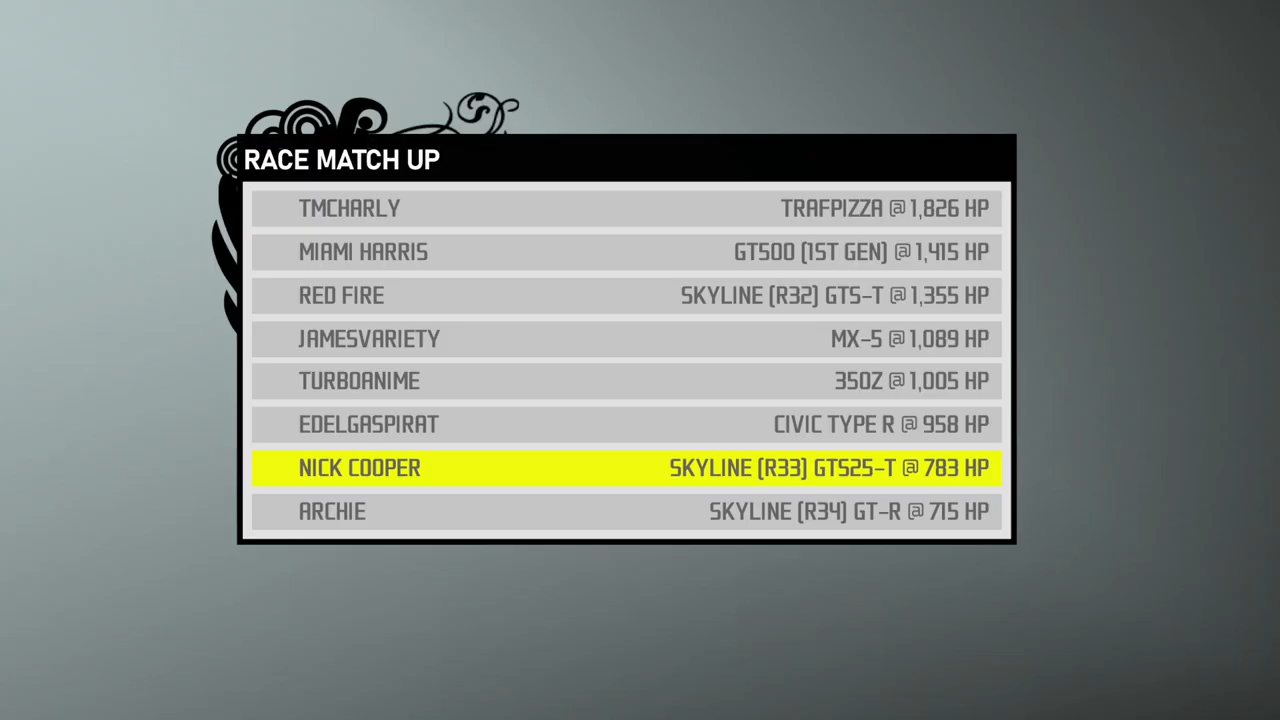 RACE MATCH UP
TMCHARLY TRAFPIZZA @ 1,826 HP
MIAMI HARRIS GT500 (1ST GEN) @ 1,415 HP
RED FIRE SKYLINE (R32) GTS-T @ 1,355 HP
JAMESVARIETY MX-5 @ 1,089 HP
TURBOANIME 350Z @ 1,005 HP
EDELGASPIRAT CIVIC TYPE R @ 958 HP
NICK COOPER SKYLINE (R33) GTS25-T @ 783 HP
ARCHIE SKYLINE (R34) GT-R @ 715 HP